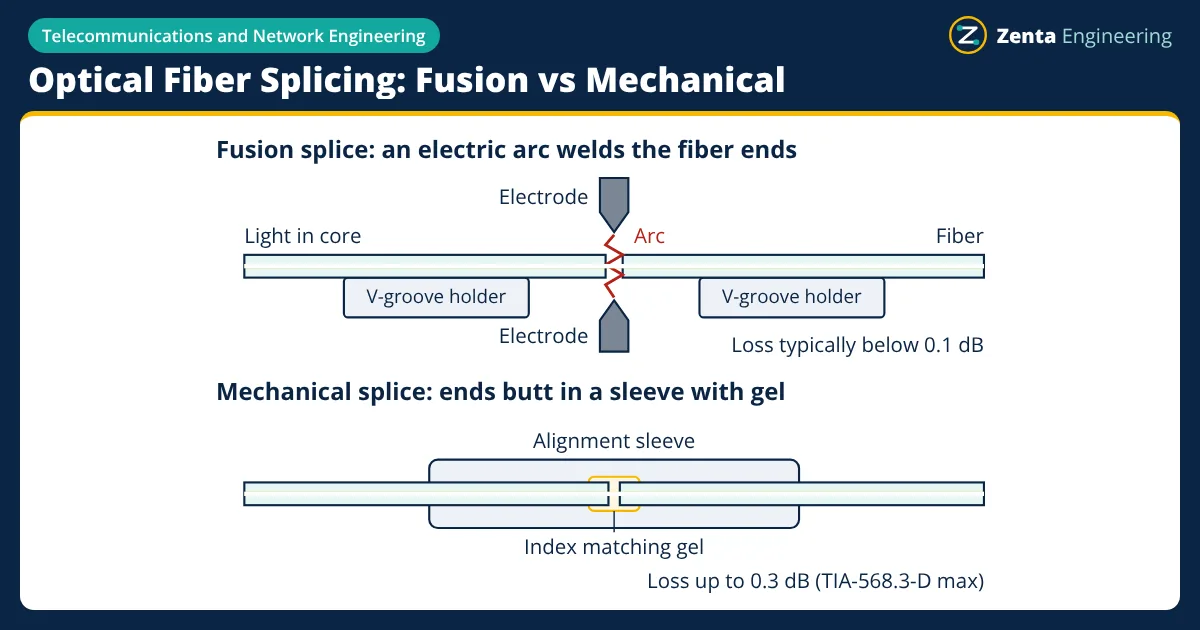 Telecommunications and Network Engineering
Zenta Engineering
Optical Fiber Splicing: Fusion vs Mechanical
Fusion splice: an electric arc welds the fiber ends
Electrode
Light in core
Arc
Fiber
V-groove holder
V-groove holder
Electrode
Loss typically below 0.1 dB
Mechanical splice: ends butt in a sleeve with gel
Alignment sleeve
Index matching gel
Loss up to 0.3 dB (TIA-568.3-D max)